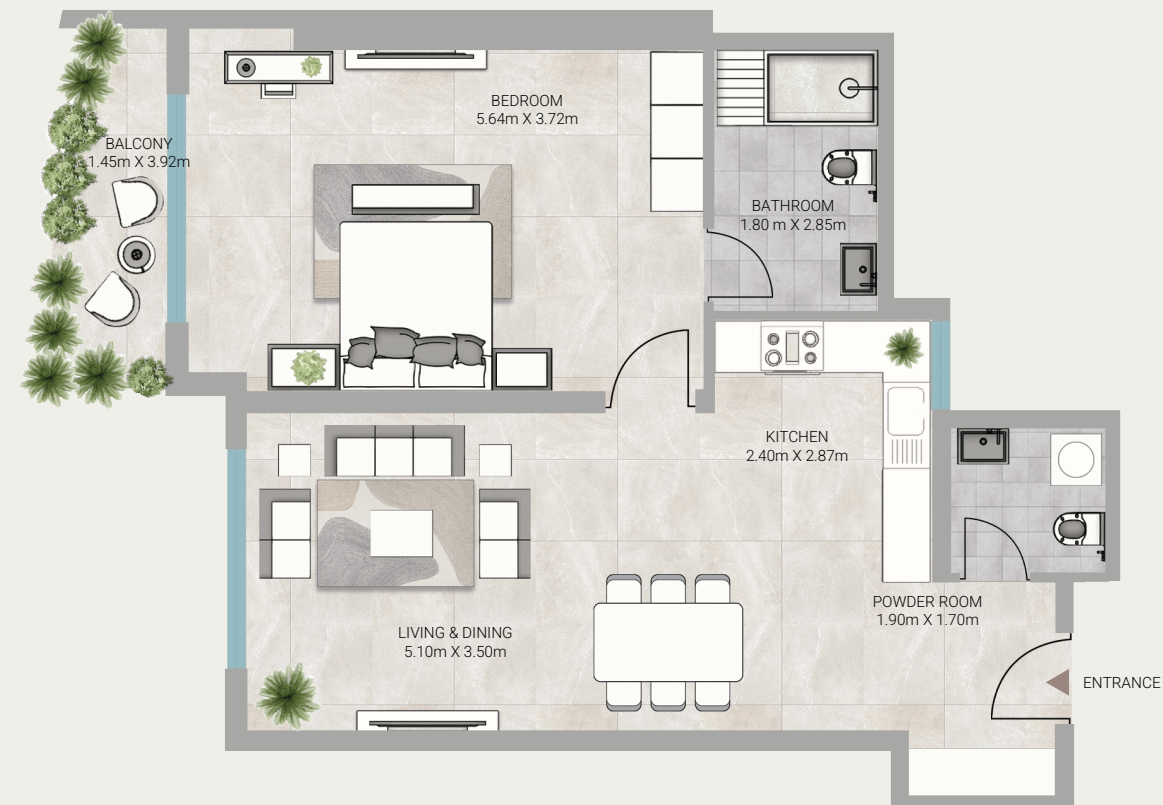 BEDROOM
5.64m X 3.72m
BALCONY
1.45m X 3.92m
BATHROOM
1.80 m X 2.85m
KITCHEN
2.40m X 2.87m
POWDER ROOM
1.90m X 1.70m
LIVING & DINING
5.10m X 3.50m
ENTRANCE